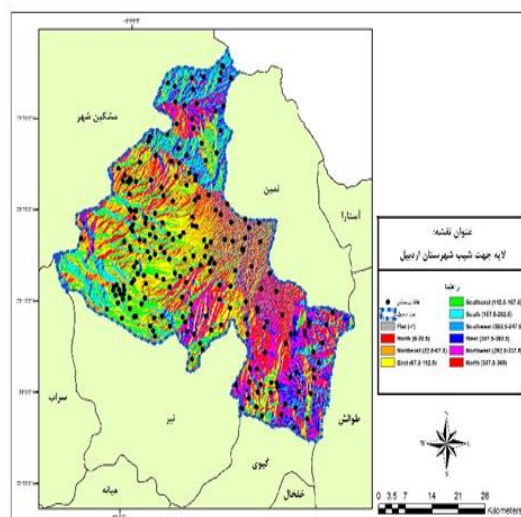 مشکین شهر
نمین
آستارا
سراب
نیر
طوالش
گیوی
میانه
خلخال
عنوان نقشه:
لایه جهت شیب شهرستان اردبیل
راهنما
Flat (-1)
North (0-22.5)
Northeast (22.5-67.5)
East (67.5-112.5)
Southeast (112.5-157.5)
South (157.5-202.5)
Southwest (202.5-247.5)
West (247.5-292.5)
Northwest (292.5-337.5)
North (337.5-360)
0 3.5 7 14 21 28
Kilometers